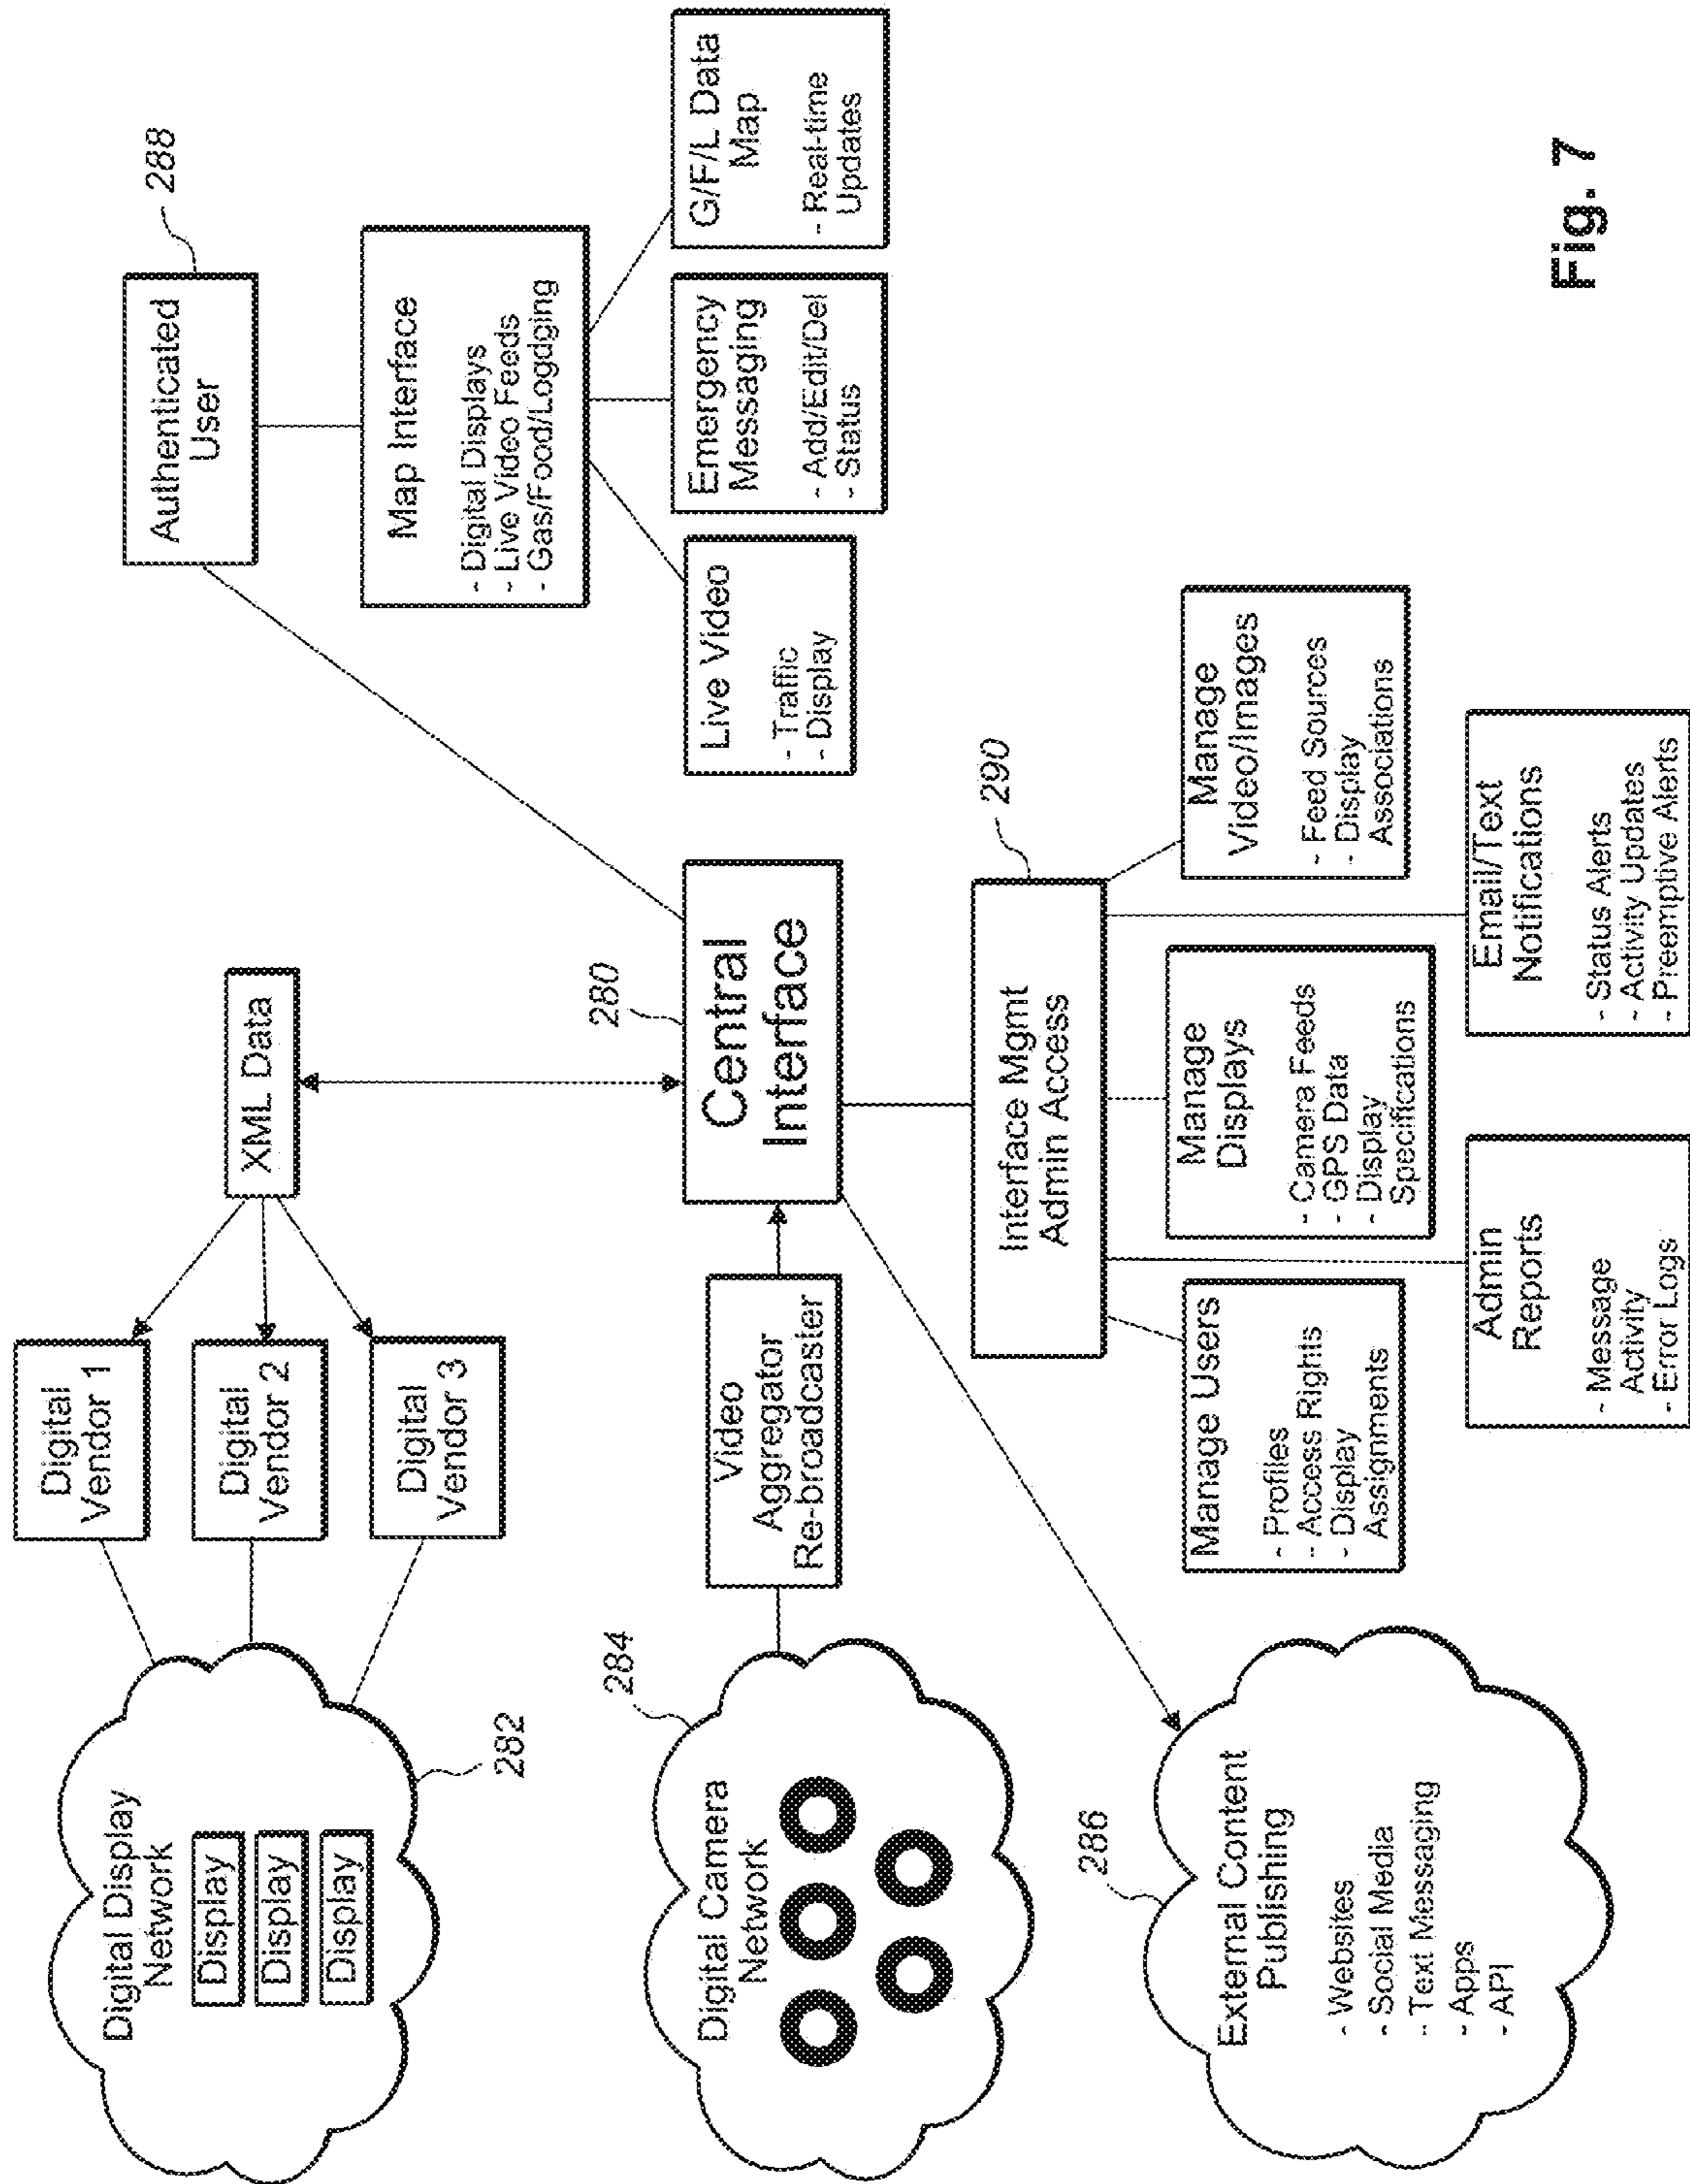 Digital Display
Network
Display
Display
Display
282
Digital
Vendor 1
Digital
Vendor 2
Digital
Vendor 3
XML Data
Authenticated
User
288
Map Interface
- Digital Displays
- Live Video Feeds
- Gas/Food/Logdging
Live Video
- Traffic
- Display
Emergency
Messaging
- Add/Edit/Del
- Status
G/F/L Data
Map
- Real-time
Updates
Digital Camera
Network
284
Video
Aggregator
Re-broadcaster
280
Central
Interface
286
External Content
Publishing
- Websites
- Social Media
- Text Messaging
- Apps
- API
290
Interface Mgmt
Admin Access
Manage Users
- Profiles
- Access Rights
- Display
Assignments
Manage
Displays
- Camera Feeds
- GPS Data
- Display
Specifications
Manage
Video/Images
- Feed Sources
- Display
Associations
Admin
Reports
- Message
Activity
- Error Logs
Email/Text
Notifications
- Status Alerts
- Activity Updates
- Preemptive Alerts
Fig. 7